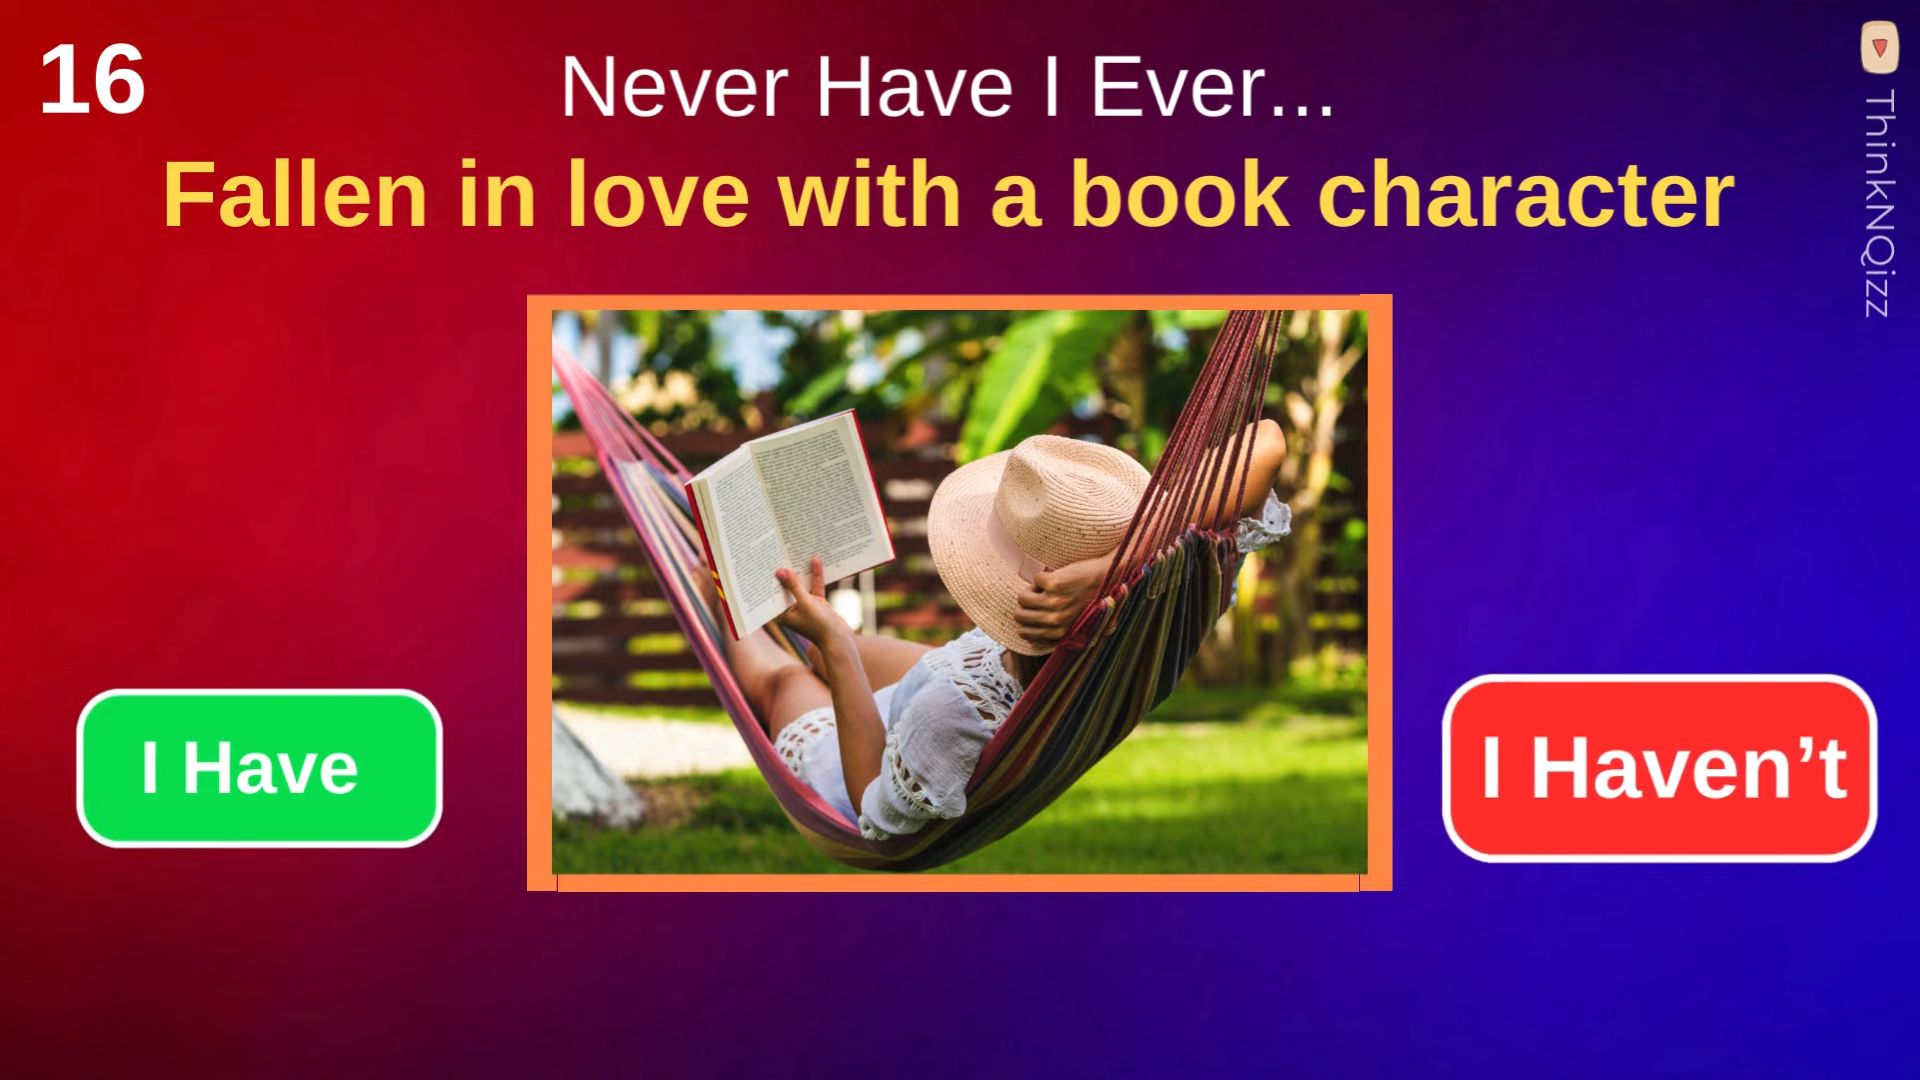 16
Never Have I Ever...
Fallen in love with a book character
ThinkNQizz
I Have
I Haven’t